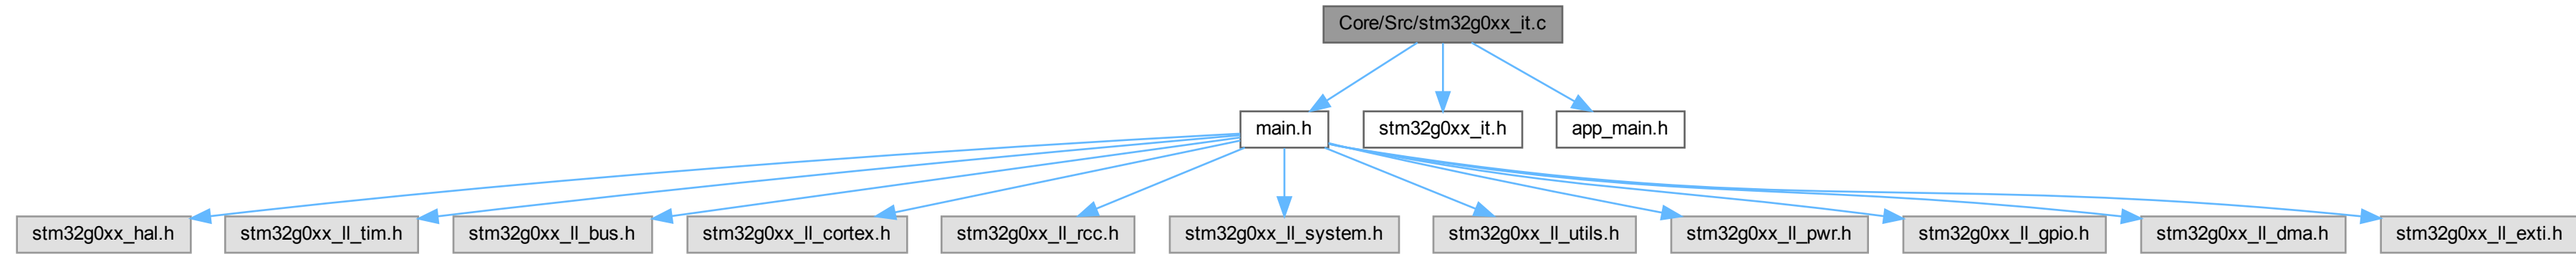 Core/Src/stm32g0xx_it.c
main.h
stm32g0xx_it.h
app_main.h
stm32g0xx_hal.h
stm32g0xx_ll_tim.h
stm32g0xx_ll_bus.h
stm32g0xx_ll_cortex.h
stm32g0xx_ll_rcc.h
stm32g0xx_ll_system.h
stm32g0xx_ll_utils.h
stm32g0xx_ll_pwr.h
stm32g0xx_ll_gpio.h
stm32g0xx_ll_dma.h
stm32g0xx_ll_exti.h